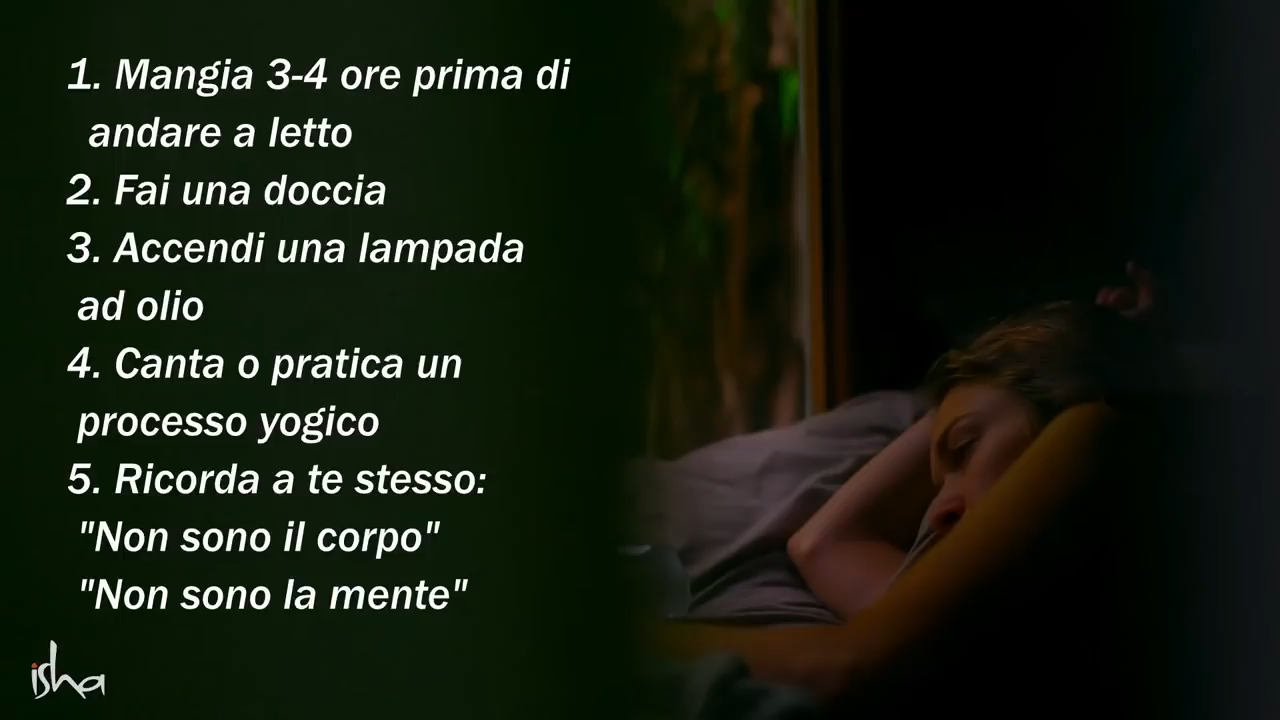 1. Mangia 3-4 ore prima di
andare a letto
2. Fai una doccia
3. Accendi una lampada
ad olio
4. Canta o pratica un
processo yogico
5. Ricorda a te stesso:
"Non sono il corpo"
"Non sono la mente"
isha